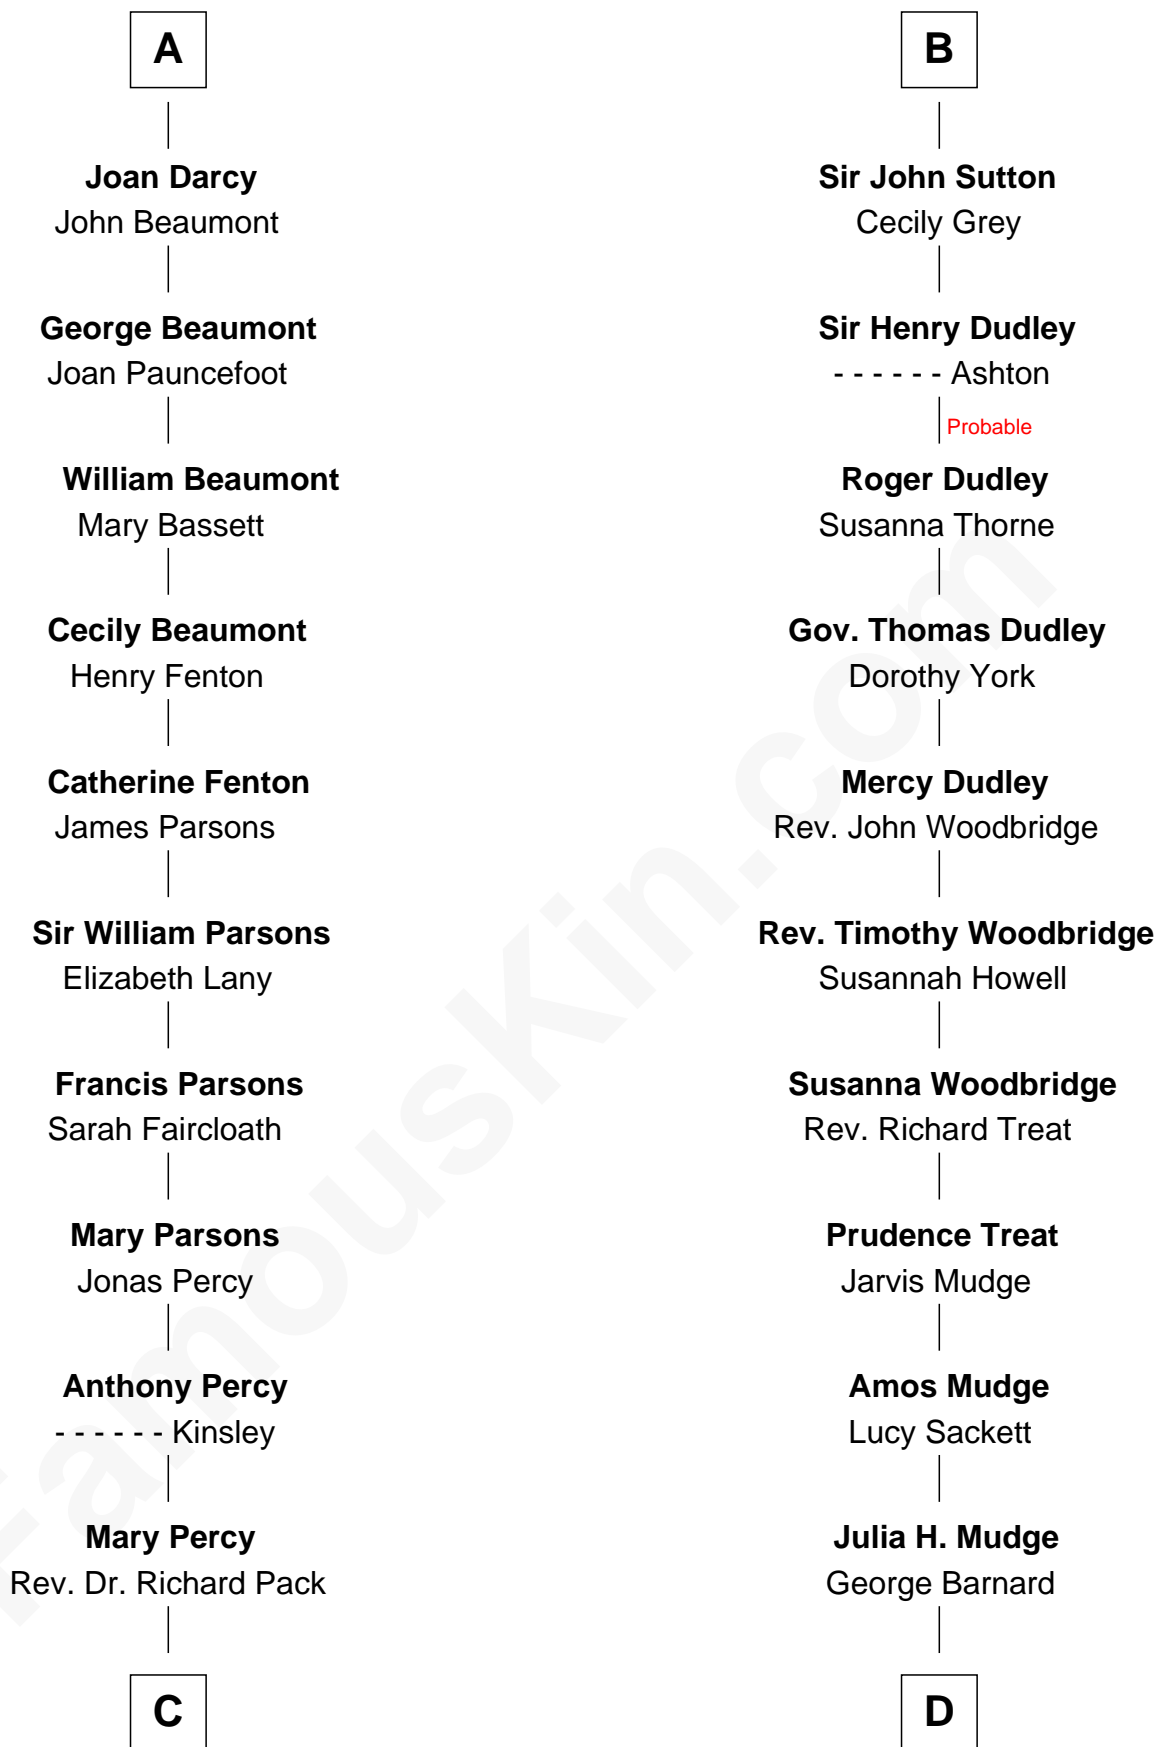 A
Joan Darcy
John Beaumont
George Beaumont
Joan Pauncefoot
William Beaumont
Mary Bassett
Cecily Beaumont
Henry Fenton
Catherine Fenton
James Parsons
Sir William Parsons
Elizabeth Lany
Francis Parsons
Sarah Faircloath
Mary Parsons
Jonas Percy
Anthony Percy
- - - - - - Kinsley
Mary Percy
Rev. Dr. Richard Pack
C
B
Sir John Sutton
Cecily Grey
Sir Henry Dudley
- - - - - - Ashton
Probable
Roger Dudley
Susanna Thorne
Gov. Thomas Dudley
Dorothy York
Mercy Dudley
Rev. John Woodbridge
Rev. Timothy Woodbridge
Susannah Howell
Susanna Woodbridge
Rev. Richard Treat
Prudence Treat
Jarvis Mudge
Amos Mudge
Lucy Sackett
Julia H. Mudge
George Barnard
D
FamousKin.com